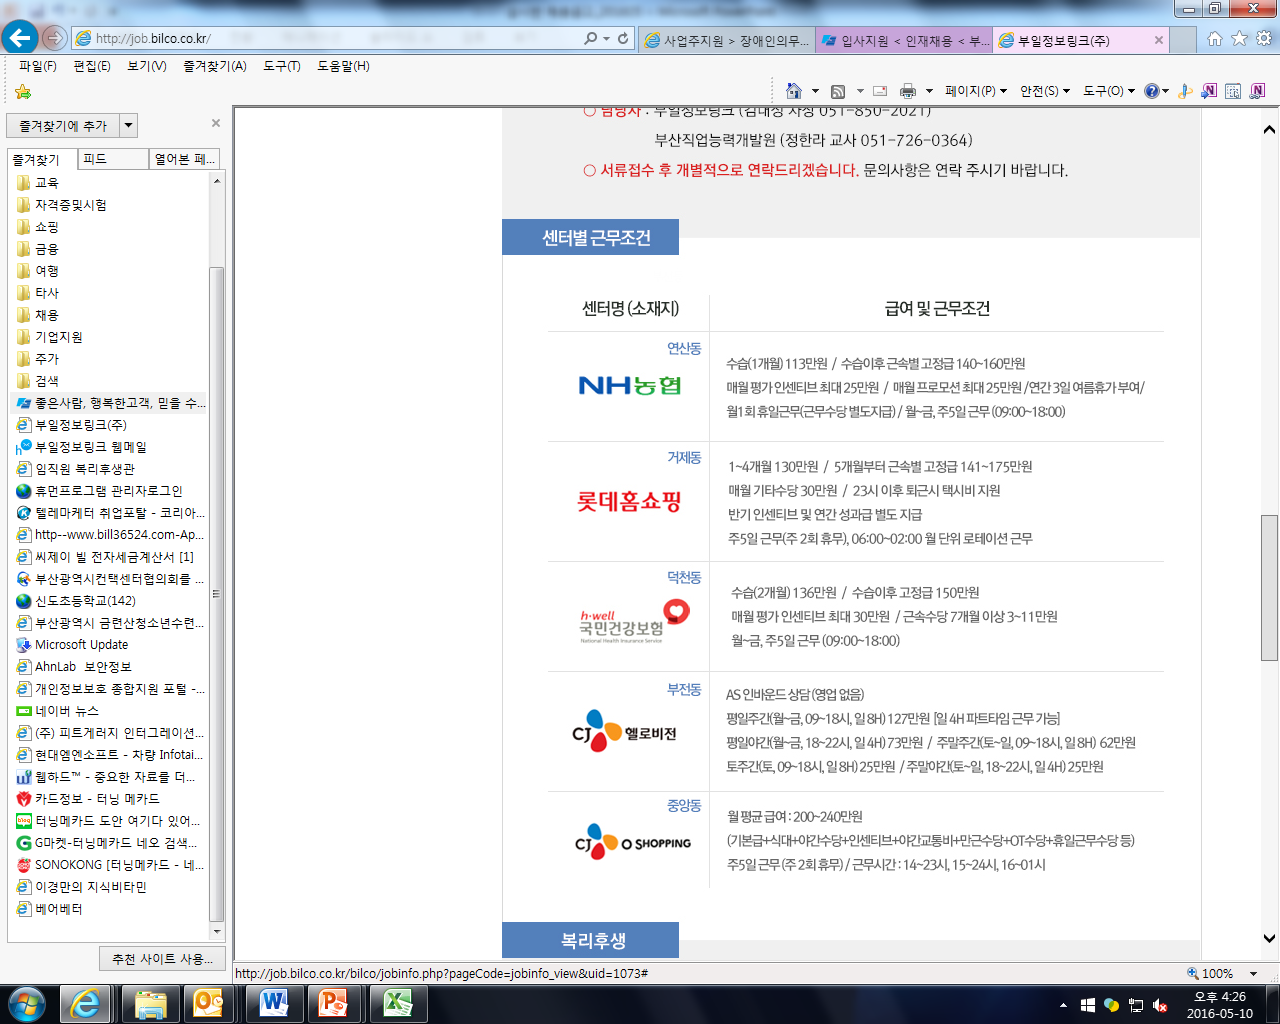 http://job.bilco.co.kr/
사업주지원 > 장애인의무...
입사지원 < 인재채용 < 부...
부일정보링크(주)
파일(F) 편집(E) 보기(V) 즐겨찾기(A) 도구(T) 도움말(H)
페이지(P) 안전(S) 도구(O)
즐겨찾기에 추가
즐겨찾기 피드 열어본 페...
교육
자격증및시험
쇼핑
금융
여행
타사
채용
기업지원
주가
검색
좋은사람, 행복한고객, 믿을 수...
부일정보링크(주)
부일정보링크 웹메일
임직원 복리후생관
휴먼프로그램 관리자로그인
텔레마케터 취업포탈 - 코리아...
http--www.bill36524.com-Ap...
씨제이 빌 전자세금계산서 [1]
부산광역시컨택센터협의회를 ...
신도초등학교(142)
부산광역시 금련산청소년수련...
Microsoft Update
AhnLab 보안정보
개인정보보호 종합지원 포털 -...
네이버 뉴스
(주) 피트게러지 인터그레이션...
현대엠엔소프트 - 차량 Infotai...
웹하드™ - 중요한 자료를 더...
카드정보 - 터닝 메카드
터닝메카드 도안 여기다 있어...
G마켓-터닝메카드 네오 검색...
SONOKONG [터닝메카드 - 네...
이경만의 지식비타민
베어베터
추천 사이트 사용...
○ 담당자 : 부일정보링크 (김대성 차장 051-850-2021)
부산직업능력개발원 (정한라 교사 051-726-0364)
○ 서류접수 후 개별적으로 연락드리겠습니다. 문의사항은 연락 주시기 바랍니다.
센터별 근무조건
센터명 (소재지) 급여 및 근무조건
연산동
NH농협
수습(1개월) 113만원 / 수습이후 근속별 고정급 140~160만원
매월 평가 인센티브 최대 25만원 / 매월 프로모션 최대 25만원 /연간 3일 여름휴가 부여/
월1회 휴일근무(근무수당 별도지급) / 월~금, 주5일 근무 (09:00~18:00)
거제동
롯데홈쇼핑
1~4개월 130만원 / 5개월부터 근속별 고정급 141~175만원
매월 기타수당 30만원 / 23시 이후 퇴근시 택시비 지원
반기 인센티브 및 연간 성과급 별도 지급
주5일 근무(주 2회 휴무), 06:00~02:00 월 단위 로테이션 근무
덕천동
h·well
국민건강보험
National Health Insurance Service
수습(2개월) 136만원 / 수습이후 고정급 150만원
매월 평가 인센티브 최대 30만원 / 근속수당 7개월 이상 3~11만원
월~금, 주5일 근무 (09:00~18:00)
부전동
CJ 헬로비전
AS 인바운드 상담 (영업 없음)
평일주간(월~금, 09~18시, 일 8H) 127만원 [일 4H 파트타임 근무 가능]
평일야간(월~금, 18~22시, 일 4H) 73만원 / 주말주간(토~일, 09~18시, 일 8H) 62만원
토주간(토, 09~18시, 일 8H) 25만원 / 주말야간(토~일, 18~22시, 일 4H) 25만원
중앙동
CJ O SHOPPING
월 평균 급여 : 200~240만원
(기본급+식대+야간수당+인센티브+야간교통비+만근수당+OT수당+휴일근무수당 등)
주5일 근무 (주 2회 휴무) / 근무시간 : 14~23시, 15~24시, 16~01시
복리후생
http://job.bilco.co.kr/bilco/jobinfo.php?pageCode=jobinfo_view&uid=1073#
100%
오후 4:26
2016-05-10